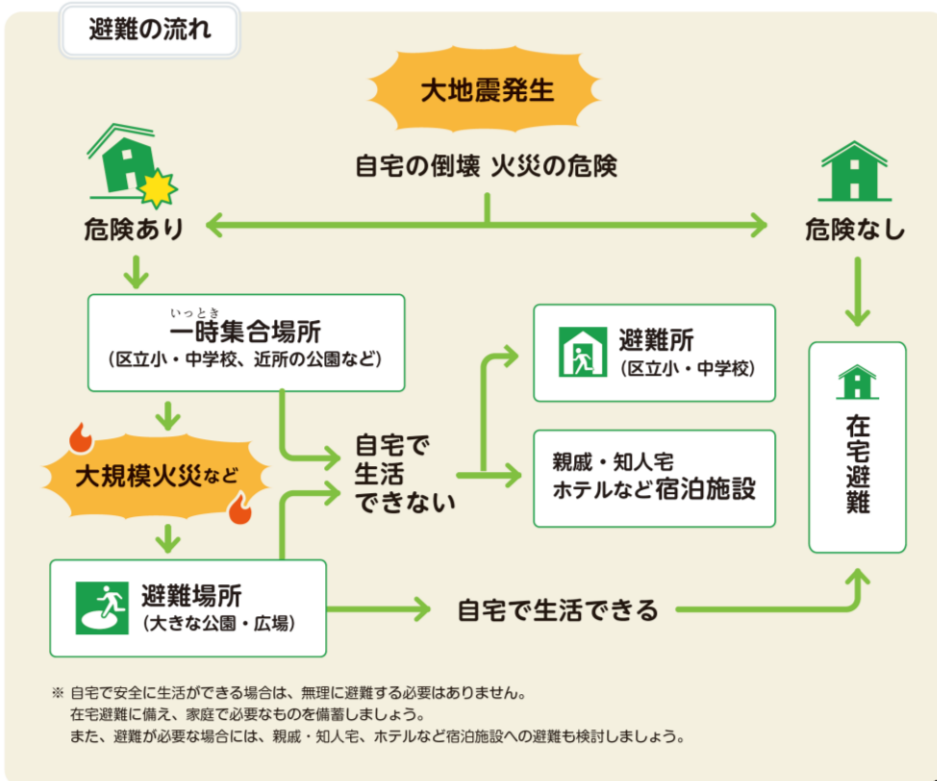 避難の流れ
大地震発生
自宅の倒壊 火災の危険
危険あり
危険なし
いっとき
一時集合場所
(区立小・中学校、近所の公園など)
避難所
(区立小・中学校)
大規模火災など
自宅で
生活
できない
親戚・知人宅
ホテルなど宿泊施設
在宅避難
避難場所
(大きな公園・広場)
自宅で生活できる
※ 自宅で安全に生活ができる場合は、無理に避難する必要はありません。
在宅避難に備え、家庭で必要なものを備蓄しましょう。
また、避難が必要な場合には、親戚・知人宅、ホテルなど宿泊施設への避難も検討しましょう。